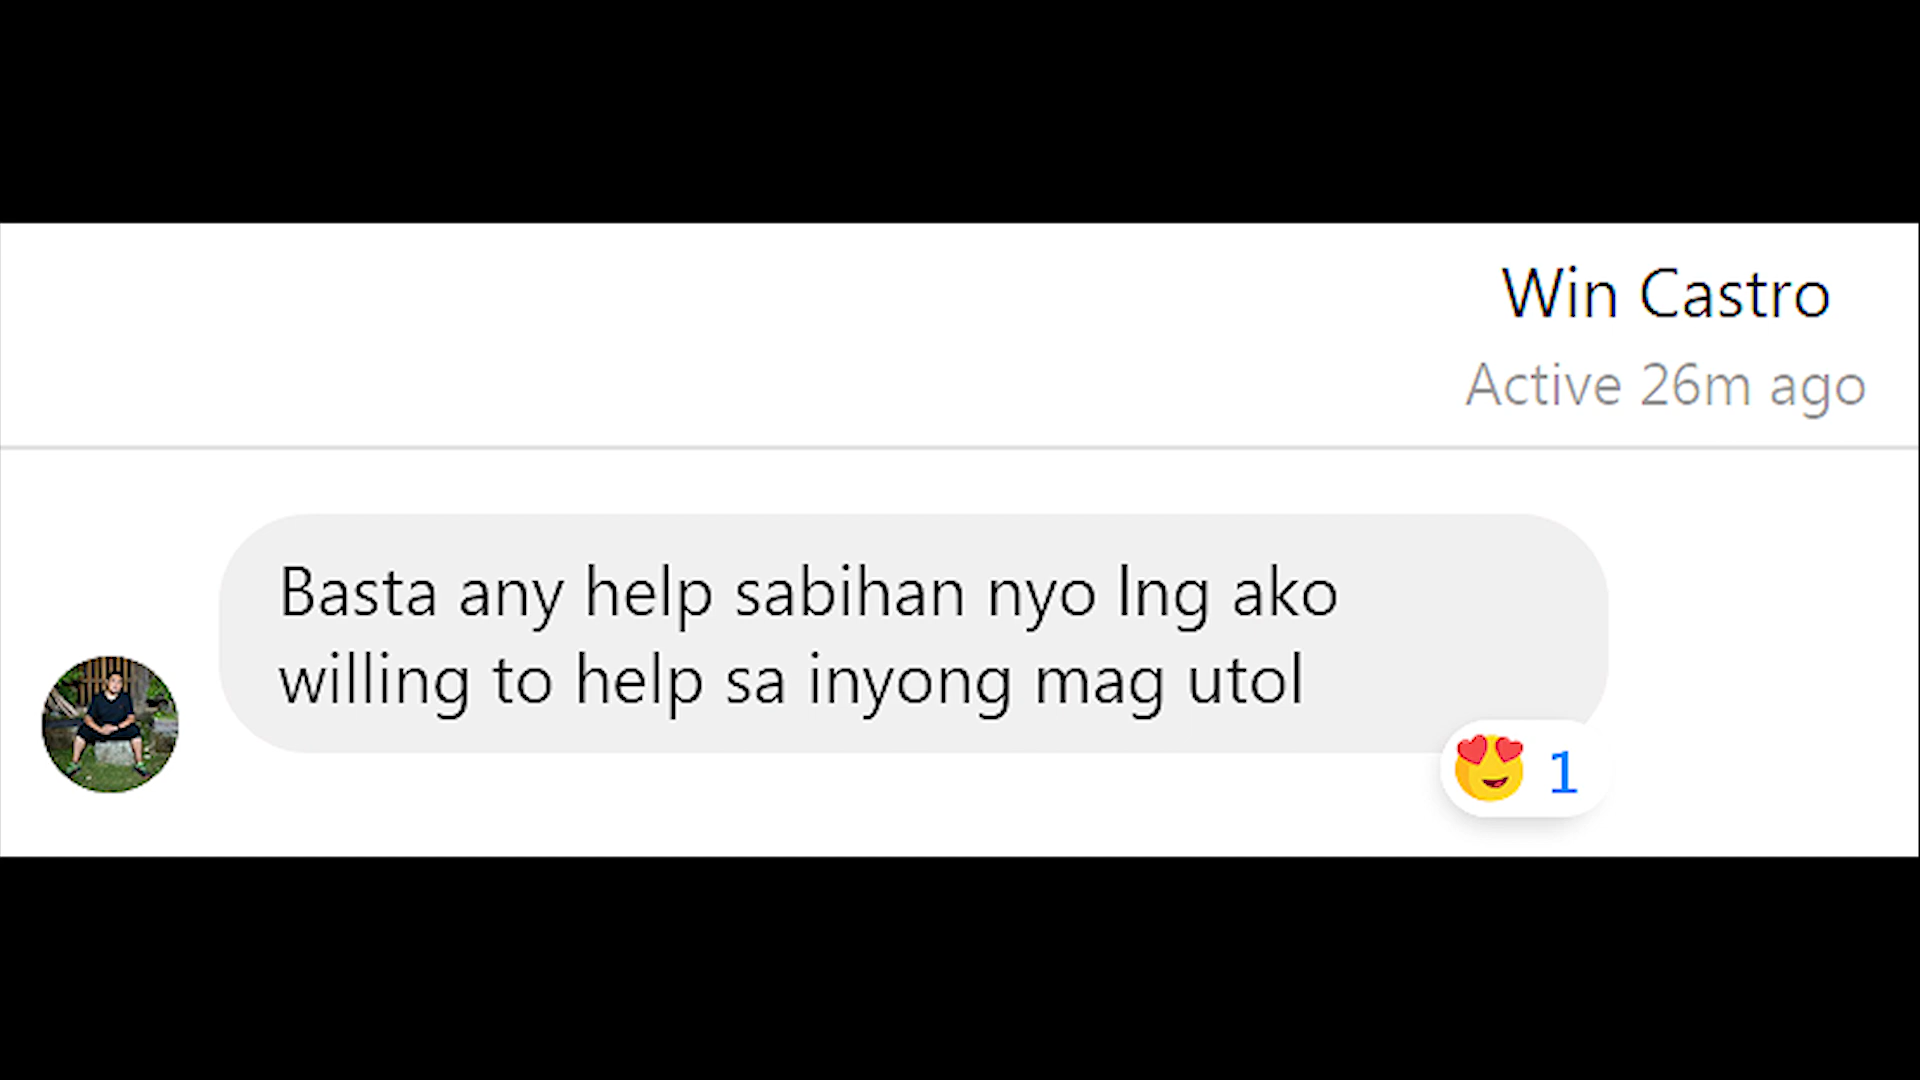 Win Castro
Active 26m ago
Basta any help sabihan nyo lng ako
willing to help sa inyong mag utol
1